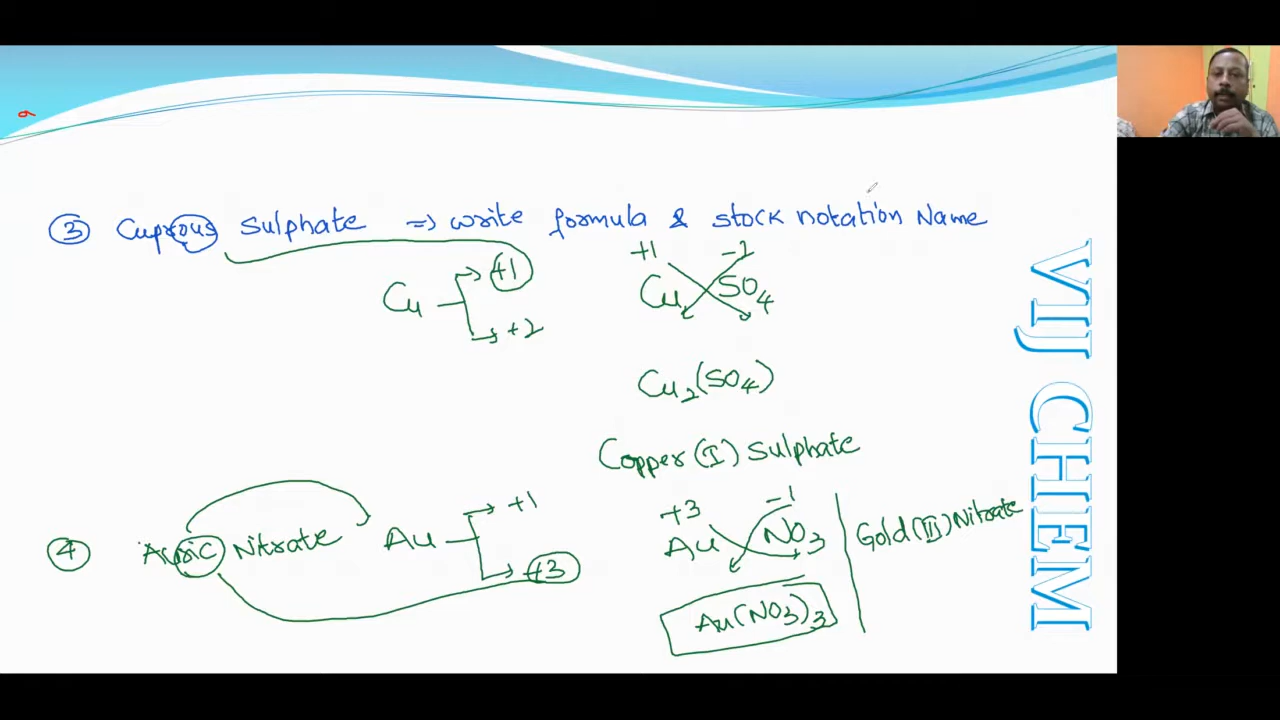 ③ Cuprous Sulphate ⇒ write formula & stock notation Name
+1 -2
Cu → +1
→ +2
Cu SO4
Cu2(SO4)
Copper (I) Sulphate
④ Auric Nitrate Au → +1
→ +3
+3 -1
Au NO3
Gold (III) Nitrate
Au(NO3)3
VIJ CHEM